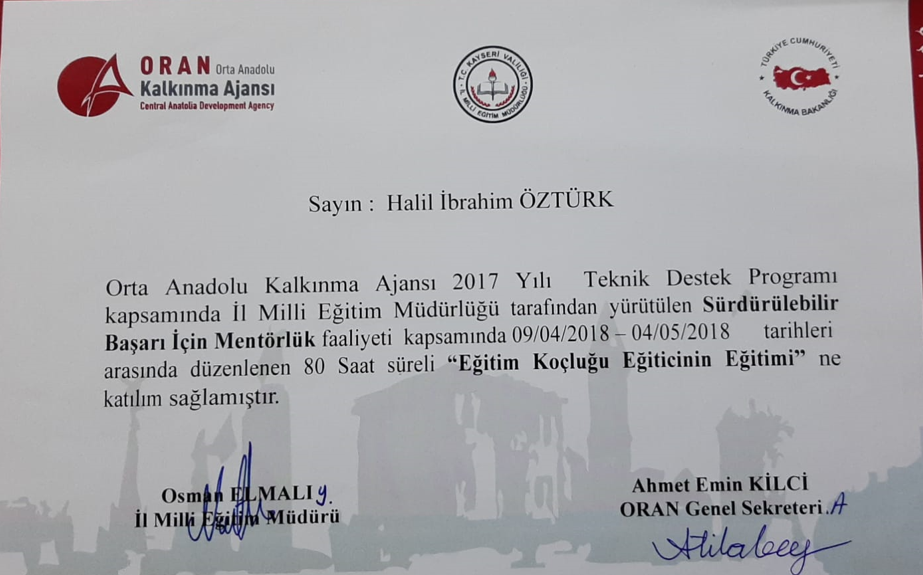 ORAN Orta Anadolu
Kalkınma Ajansı
Central Anatolia Development Agency
T.C. KAYSERİ VALİLİĞİ
İL MİLLİ EĞİTİM MÜDÜRLÜĞÜ
TÜRKİYE CUMHURİYETİ
KALKINMA BAKANLIĞI
Sayın : Halil İbrahim ÖZTÜRK
Orta Anadolu Kalkınma Ajansı 2017 Yılı Teknik Destek Programı
kapsamında İl Milli Eğitim Müdürlüğü tarafından yürütülen Sürdürülebilir
Başarı İçin Mentörlük faaliyeti kapsamında 09/04/2018 – 04/05/2018 tarihleri
arasında düzenlenen 80 Saat süreli “Eğitim Koçluğu Eğiticinin Eğitimi” ne
katılım sağlamıştır.
Osman ELMALI y.
İl Milli Eğitim Müdürü
Ahmet Emin KİLCİ
ORAN Genel Sekreteri . A